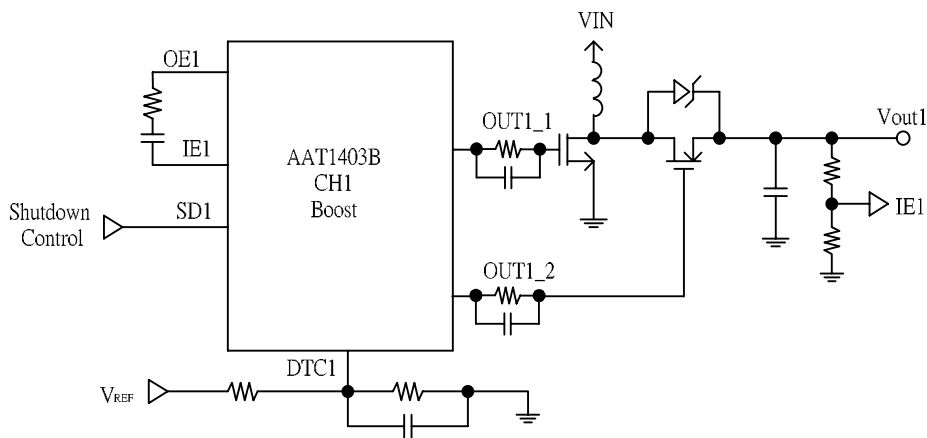 VIN
OE1
OUT1_1
Vout1
IE1
AAT1403B
CH1
Boost
IE1
Shutdown
Control
SD1
OUT1_2
DTC1
VREF